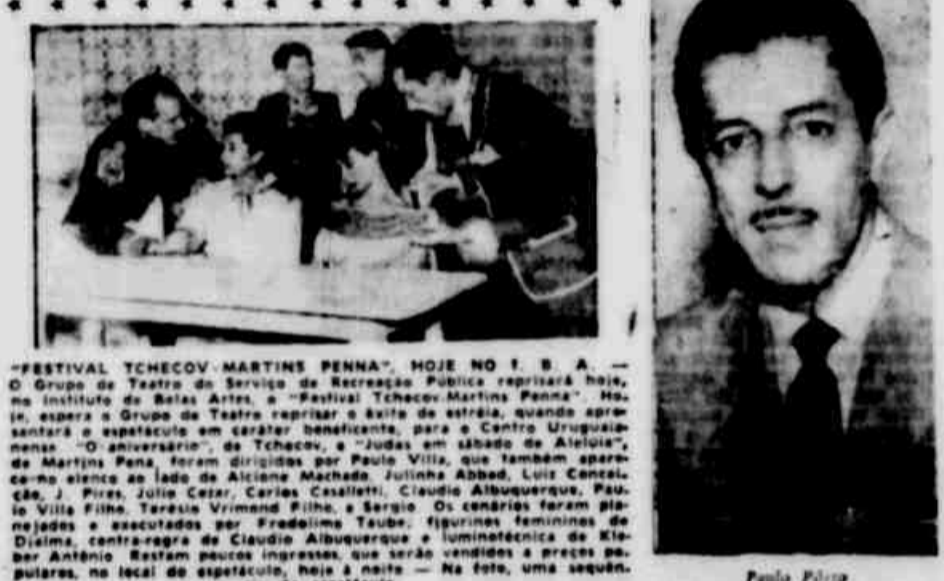 "FESTIVAL TCHECOV-MARTINS PENNA", HOJE NO I. B. A. —
O Grupo de Teatro do Serviço de Recreação Pública reprisará hoje,
no Instituto de Belas Artes, o "Festival Tchecov-Martins Penna". Ho-
je, espera o Grupo de Teatro reprisar o êxito da estréia, quando apre-
sentará o espetáculo em caráter beneficente, para o Centro Uruguaia-
nense "O aniversário", de Tchecov, e "Judas em sábado de Aleluia",
de Martins Pena, foram dirigidos por Paulo Villa, que também apare-
ce no elenco ao lado de Alcione Machado, Julinha Abbad, Luiz Concei-
ção, J. Pires, Júlio Cezar, Carlos Casalletti, Claudio Albuquerque, Pau-
lo Villa Filho, Teresio Vrimond Filho, e Sergio. Os cenários foram pla-
nejados e executados por Fredolimo Taube, figurinos femininos de
Djalma, contra-regra de Claudio Albuquerque e luminotécnica de Kle-
ber Antônio Restam poucos ingressos, que serão vendidos a preços po-
pulares, no local do espetáculo, hoje à noite — Na foto, uma sequên-
Paulo